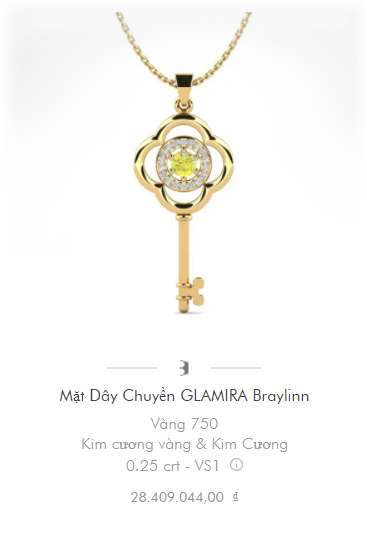 Mặt Dây Chuyền GLAMIRA Braylinn
Vàng 750
Kim cương vàng & Kim Cương
0.25 crt - VS1
28.409.044,00 ₫